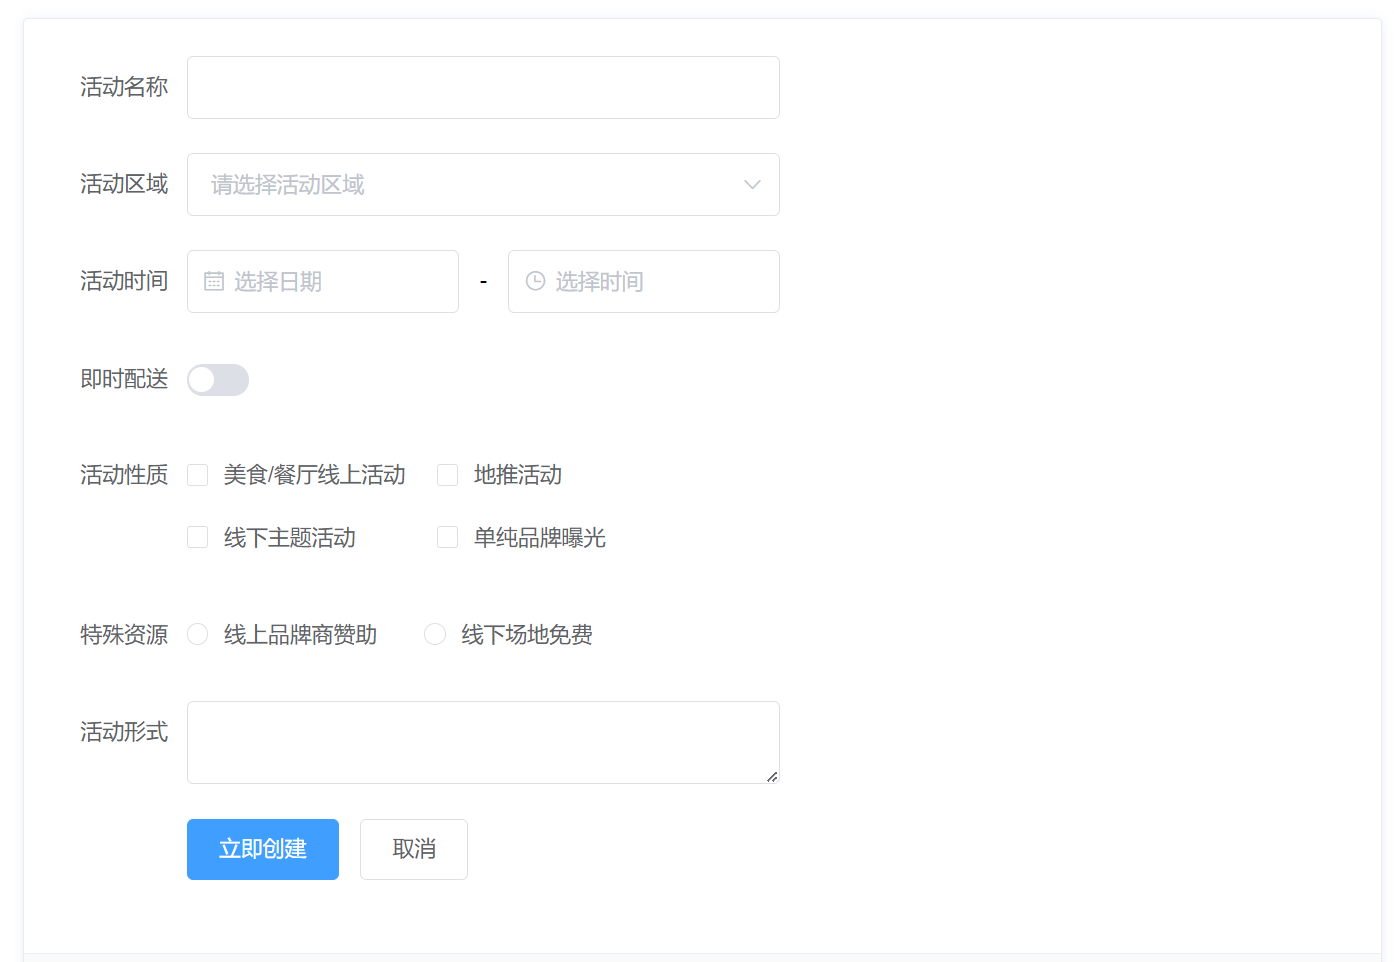 活动名称
活动区域 请选择活动区域
活动时间 选择日期 - 选择时间
即时配送
活动性质 美食/餐厅线上活动 地推活动
线下主题活动 单纯品牌曝光
特殊资源 线上品牌商赞助 线下场地免费
活动形式
立即创建 取消